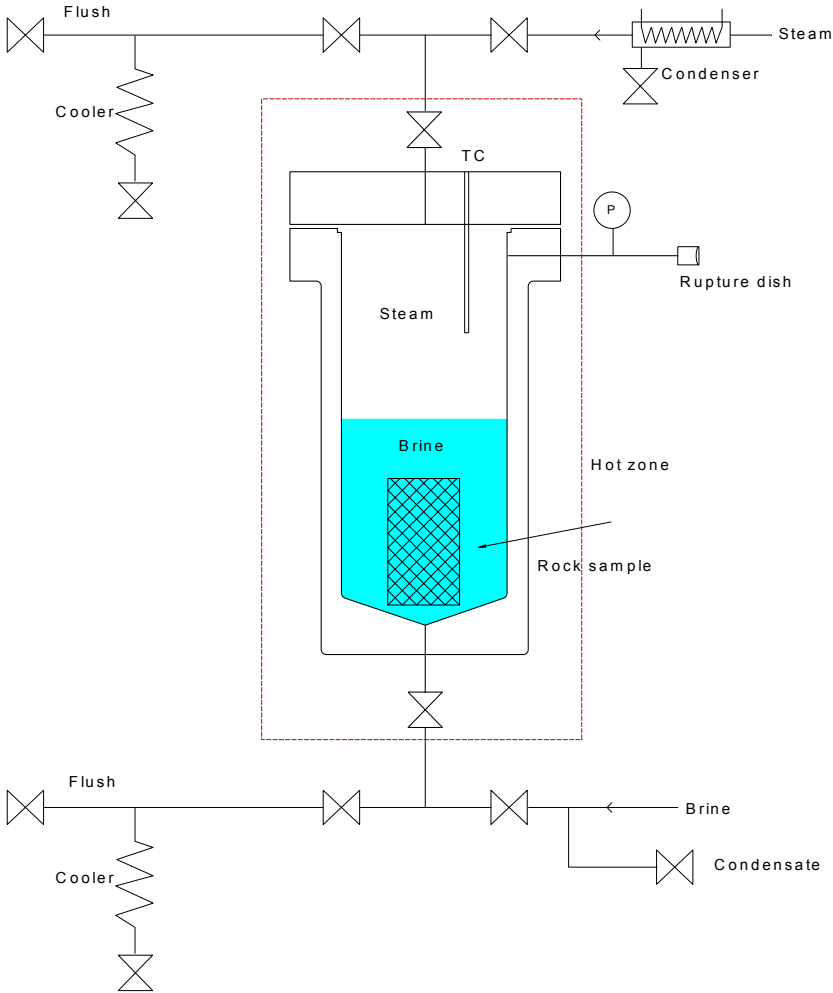 Flush
Steam
Condenser
Cooler
TC
P
Rupture dish
Steam
Brine
Hot zone
Rock sample
Flush
Brine
Cooler
Condensate